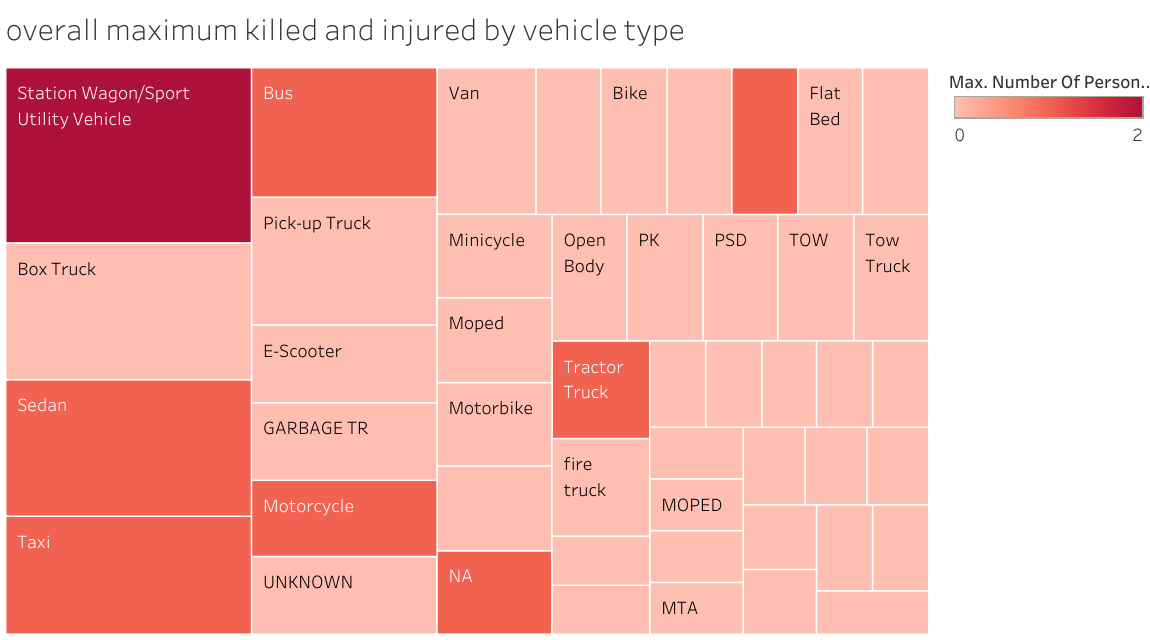 overall maximum killed and injured by vehicle type
Station Wagon/Sport
Utility Vehicle
Box Truck
Sedan
Taxi
Bus
Pick-up Truck
E-Scooter
GARBAGE TR
Motorcycle
UNKNOWN
Van
Bike
Flat
Bed
Minicycle
Moped
Motorbike
NA
Open
Body
PK
PSD
TOW
Tow
Truck
Tractor
Truck
fire
truck
MOPED
MTA
Max. Number Of Person..
0
2